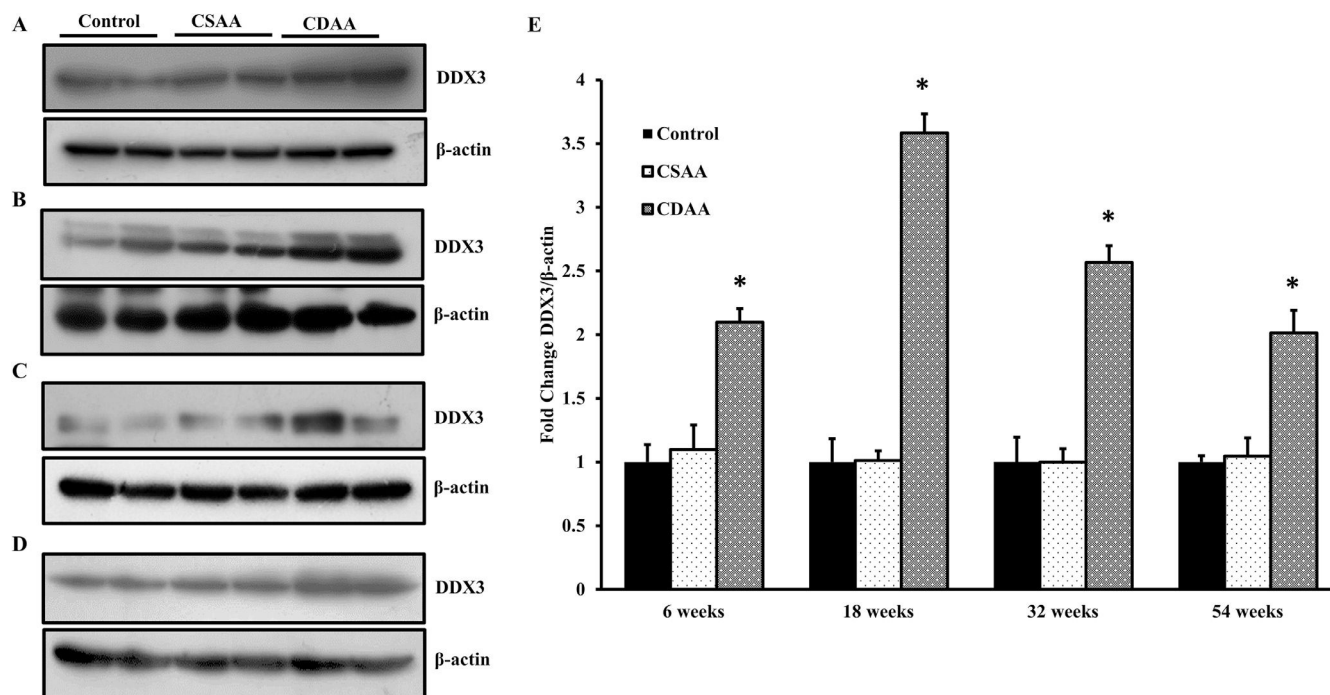 A
Control CSAA CDAA
DDX3
β-actin
B
DDX3
β-actin
C
DDX3
β-actin
D
DDX3
β-actin
E
Fold Change DDX3/β-actin
4
3.5
3
2.5
2
1.5
1
0.5
0
Control
CSAA
CDAA
*
*
*
*
6 weeks 18 weeks 32 weeks 54 weeks